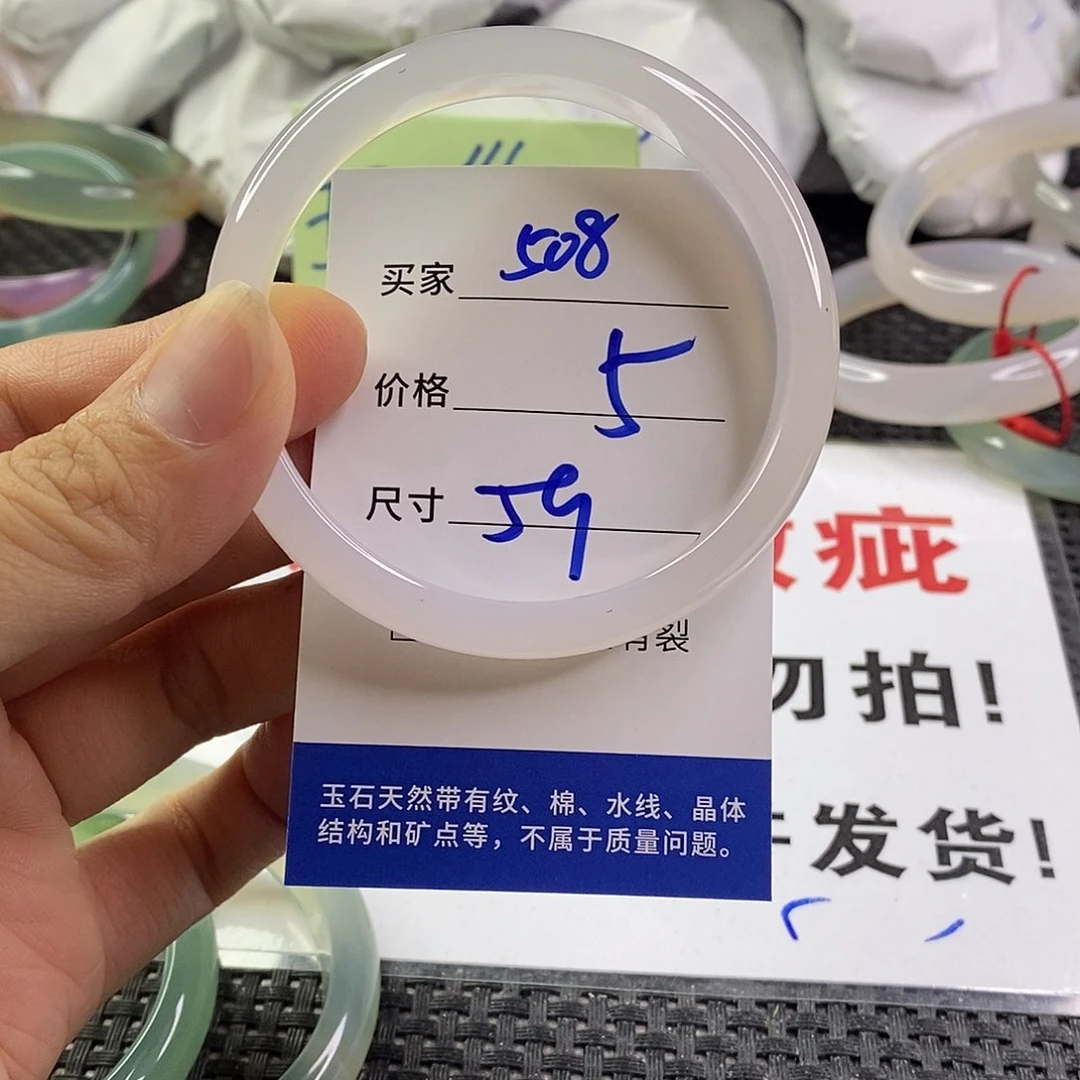 买家 508
价格 5
尺寸 59
有裂
玉石天然带有纹、棉、水线、晶体
结构和矿点等，不属于质量问题。
疵
勿拍!
发货!